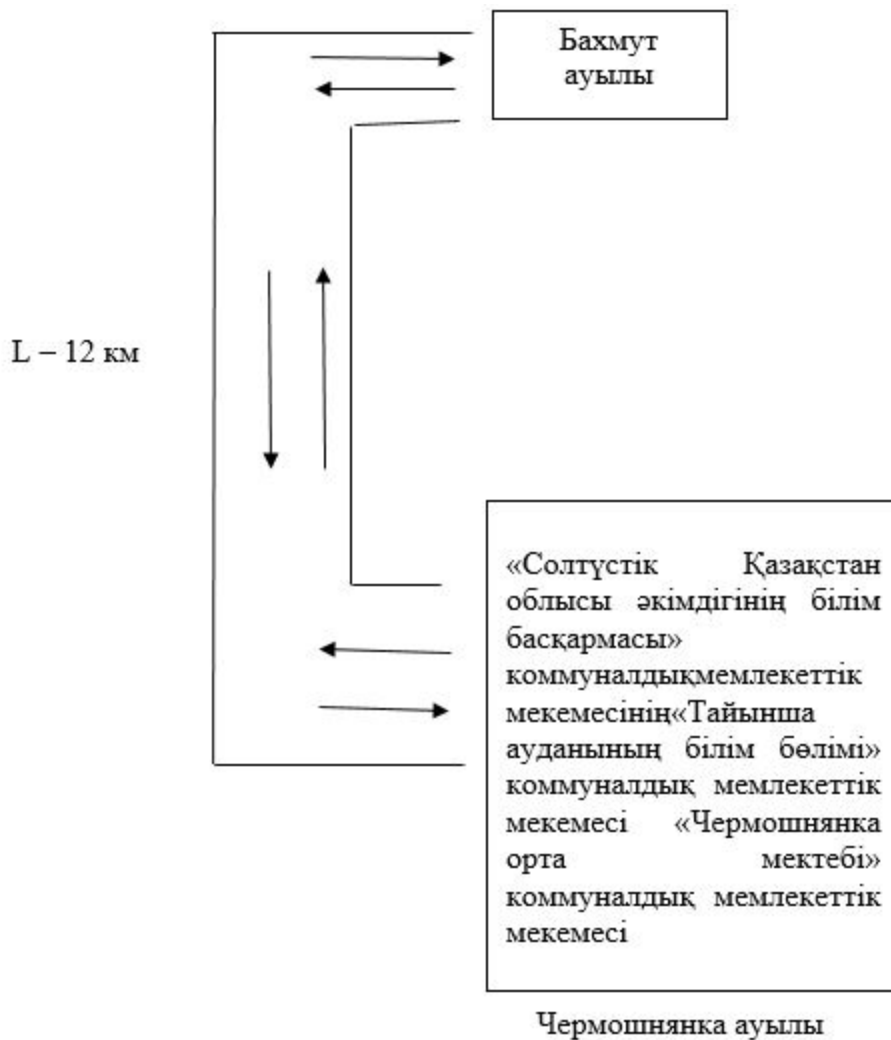 Бахмут
ауылы
L – 12 км
«Солтүстік Қазақстан
облысы әкімдігінің білім
басқармасы»
коммуналдықмемлекеттік
мекемесінің«Тайынша
ауданының білім бөлімі»
коммуналдық мемлекеттік
мекемесі «Чермошнянка
орта мектебі»
коммуналдық мемлекеттік
мекемесі
Чермошнянка ауылы